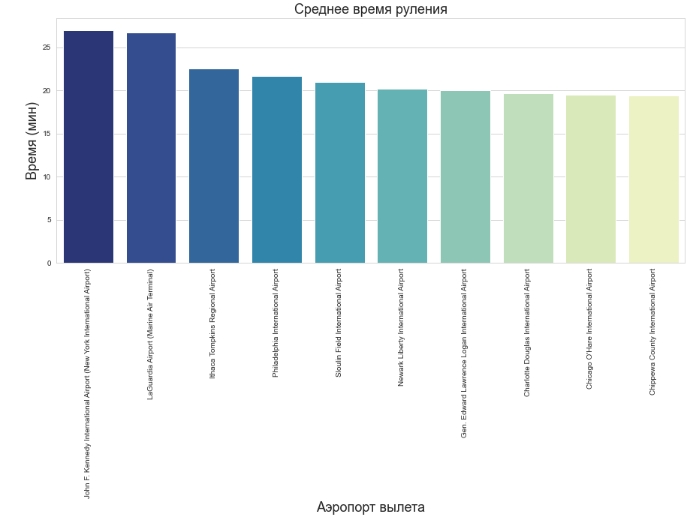 Среднее время руления
Время (мин)
25
20
15
10
5
0
John F. Kennedy International Airport (New York International Airport)
LaGuardia Airport (Marine Air Terminal)
Ithaca Tompkins Regional Airport
Philadelphia International Airport
Sloulin Field International Airport
Newark Liberty International Airport
Gen. Edward Lawrence Logan International Airport
Charlotte Douglas International Airport
Chicago O'Hare International Airport
Chippewa County International Airport
Аэропорт вылета